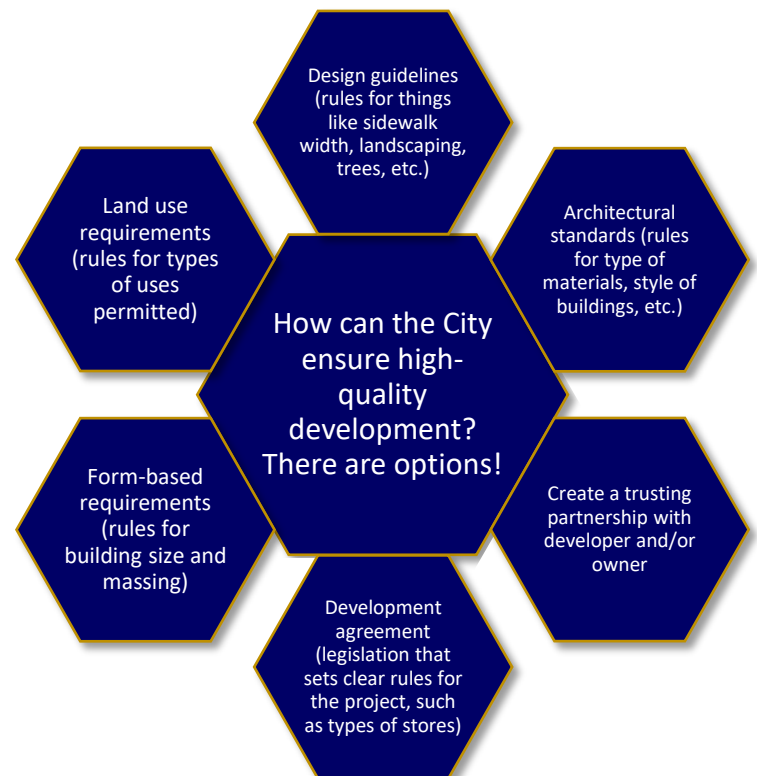 Design guidelines
(rules for things
like sidewalk
width, landscaping,
trees, etc.)
Architectural
standards (rules
for type of
materials, style of
buildings, etc.)
Create a trusting
partnership with
developer and/or
owner
Development
agreement
(legislation that
sets clear rules for
the project, such
as types of stores)
Form-based
requirements
(rules for
building size and
massing)
Land use
requirements
(rules for types
of uses
permitted)
How can the City
ensure high-
quality
development?
There are options!